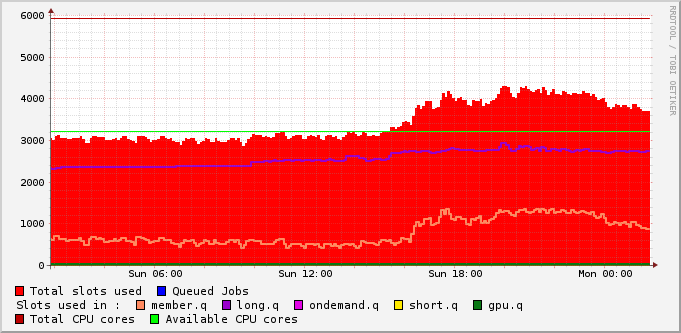 RRDTOOL / TOBI OETIKER
6000
5000
4000
3000
2000
1000
0
Sun 06:00 Sun 12:00 Sun 18:00 Mon 00:00
Total slots used Queued Jobs
Slots used in : member.q long.q ondemand.q short.q gpu.q
Total CPU cores Available CPU cores